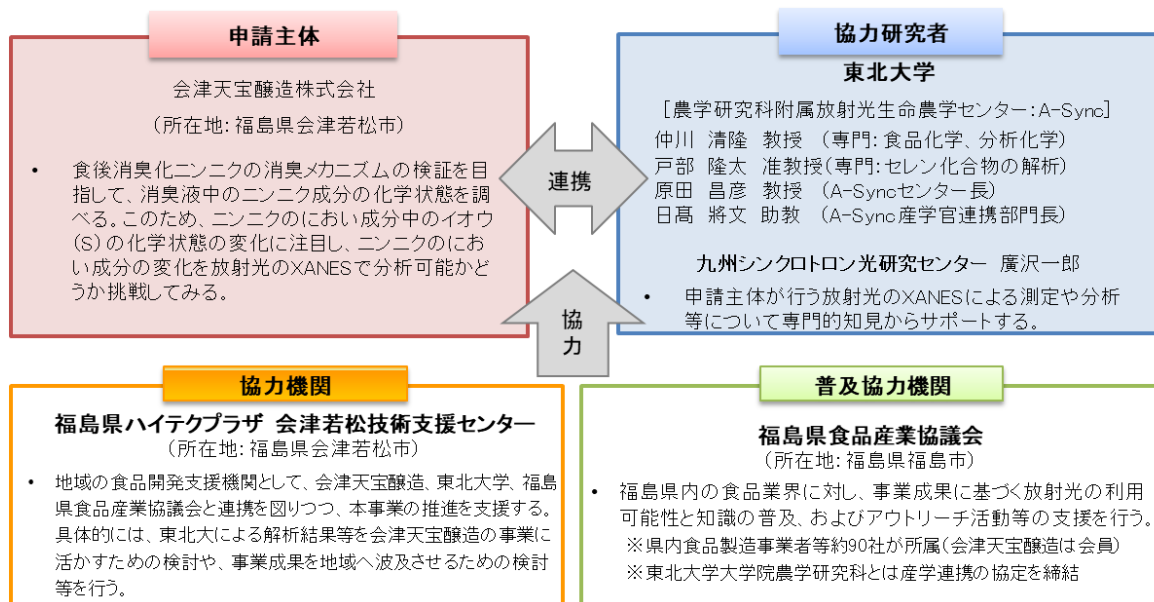 申請主体
会津天宝醸造株式会社
(所在地:福島県会津若松市)
• 食後消臭化ニンニクの消臭メカニズムの検証を目
指して、消臭液中のニンニク成分の化学状態を調
べる。このため、ニンニクのにおい成分中のイオウ
(S)の化学状態の変化に注目し、ニンニクのにお
い成分の変化を放射光のXANESで分析可能かど
うか挑戦してみる。
連携
協力研究者
東北大学
[農学研究科附属放射光生命農学センター:A-Sync]
仲川 清隆 教授 (専門:食品化学、分析化学)
戸部 隆太 准教授(専門:セレン化合物の解析)
原田 昌彦 教授 (A-Syncセンター長)
日髙 將文 助教 (A-Sync産学官連携部門長)
九州シンクロトロン光研究センター 廣沢一郎
• 申請主体が行う放射光のXANESによる測定や分析
等について専門的知見からサポートする。
協
力
協力機関
福島県ハイテクプラザ 会津若松技術支援センター
(所在地:福島県会津若松市)
• 地域の食品開発支援機関として、会津天宝醸造、東北大学、福島
県食品産業協議会と連携を図りつつ、本事業の推進を支援する。
具体的には、東北大による解析結果等を会津天宝醸造の事業に
活かすための検討や、事業成果を地域へ波及させるための検討
等を行う。
普及協力機関
福島県食品産業協議会
(所在地:福島県福島市)
• 福島県内の食品業界に対し、事業成果に基づく放射光の利用
可能性と知識の普及、およびアウトリーチ活動等の支援を行う。
※県内食品製造事業者等約90社が所属(会津天宝醸造は会員)
※東北大学大学院農学研究科とは産学連携の協定を締結